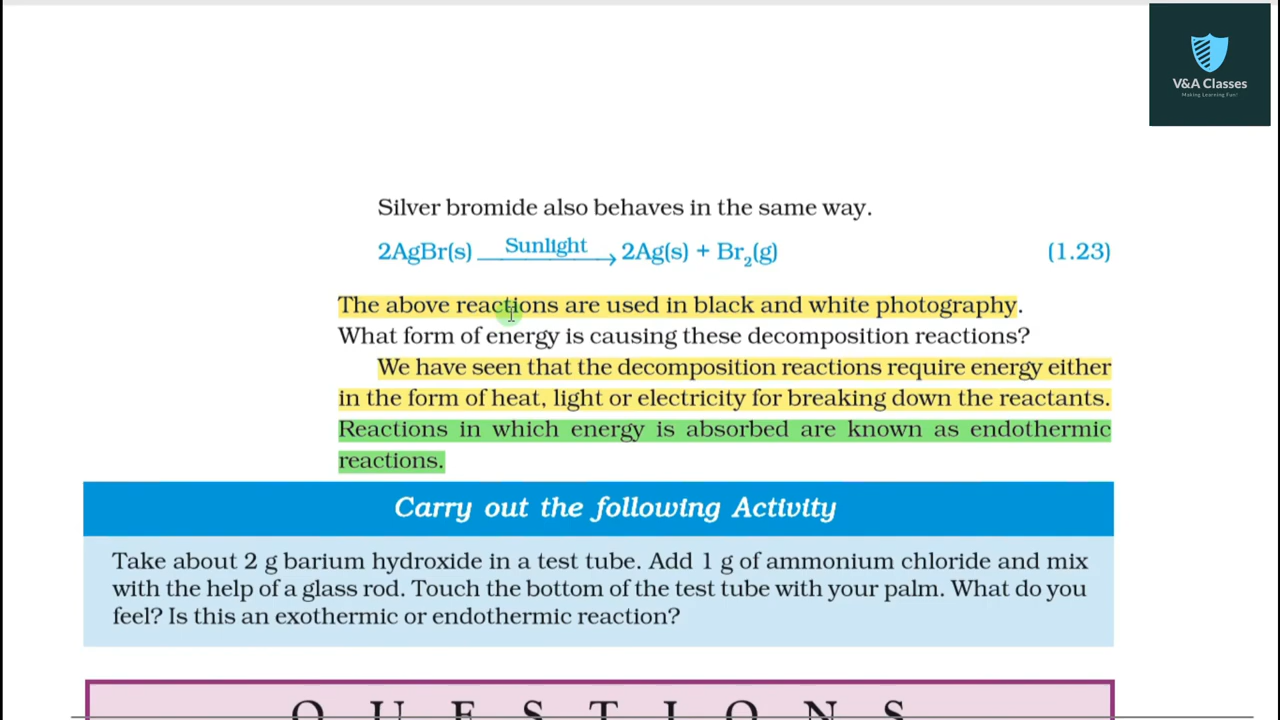 V&A Classes
Making Learning Fun!
Silver bromide also behaves in the same way.
2AgBr(s) Sunlight → 2Ag(s) + Br₂(g) (1.23)
The above reactions are used in black and white photography.
What form of energy is causing these decomposition reactions?
We have seen that the decomposition reactions require energy either
in the form of heat, light or electricity for breaking down the reactants.
Reactions in which energy is absorbed are known as endothermic
reactions.
Carry out the following Activity
Take about 2 g barium hydroxide in a test tube. Add 1 g of ammonium chloride and mix
with the help of a glass rod. Touch the bottom of the test tube with your palm. What do you
feel? Is this an exothermic or endothermic reaction?
QUESTIONS